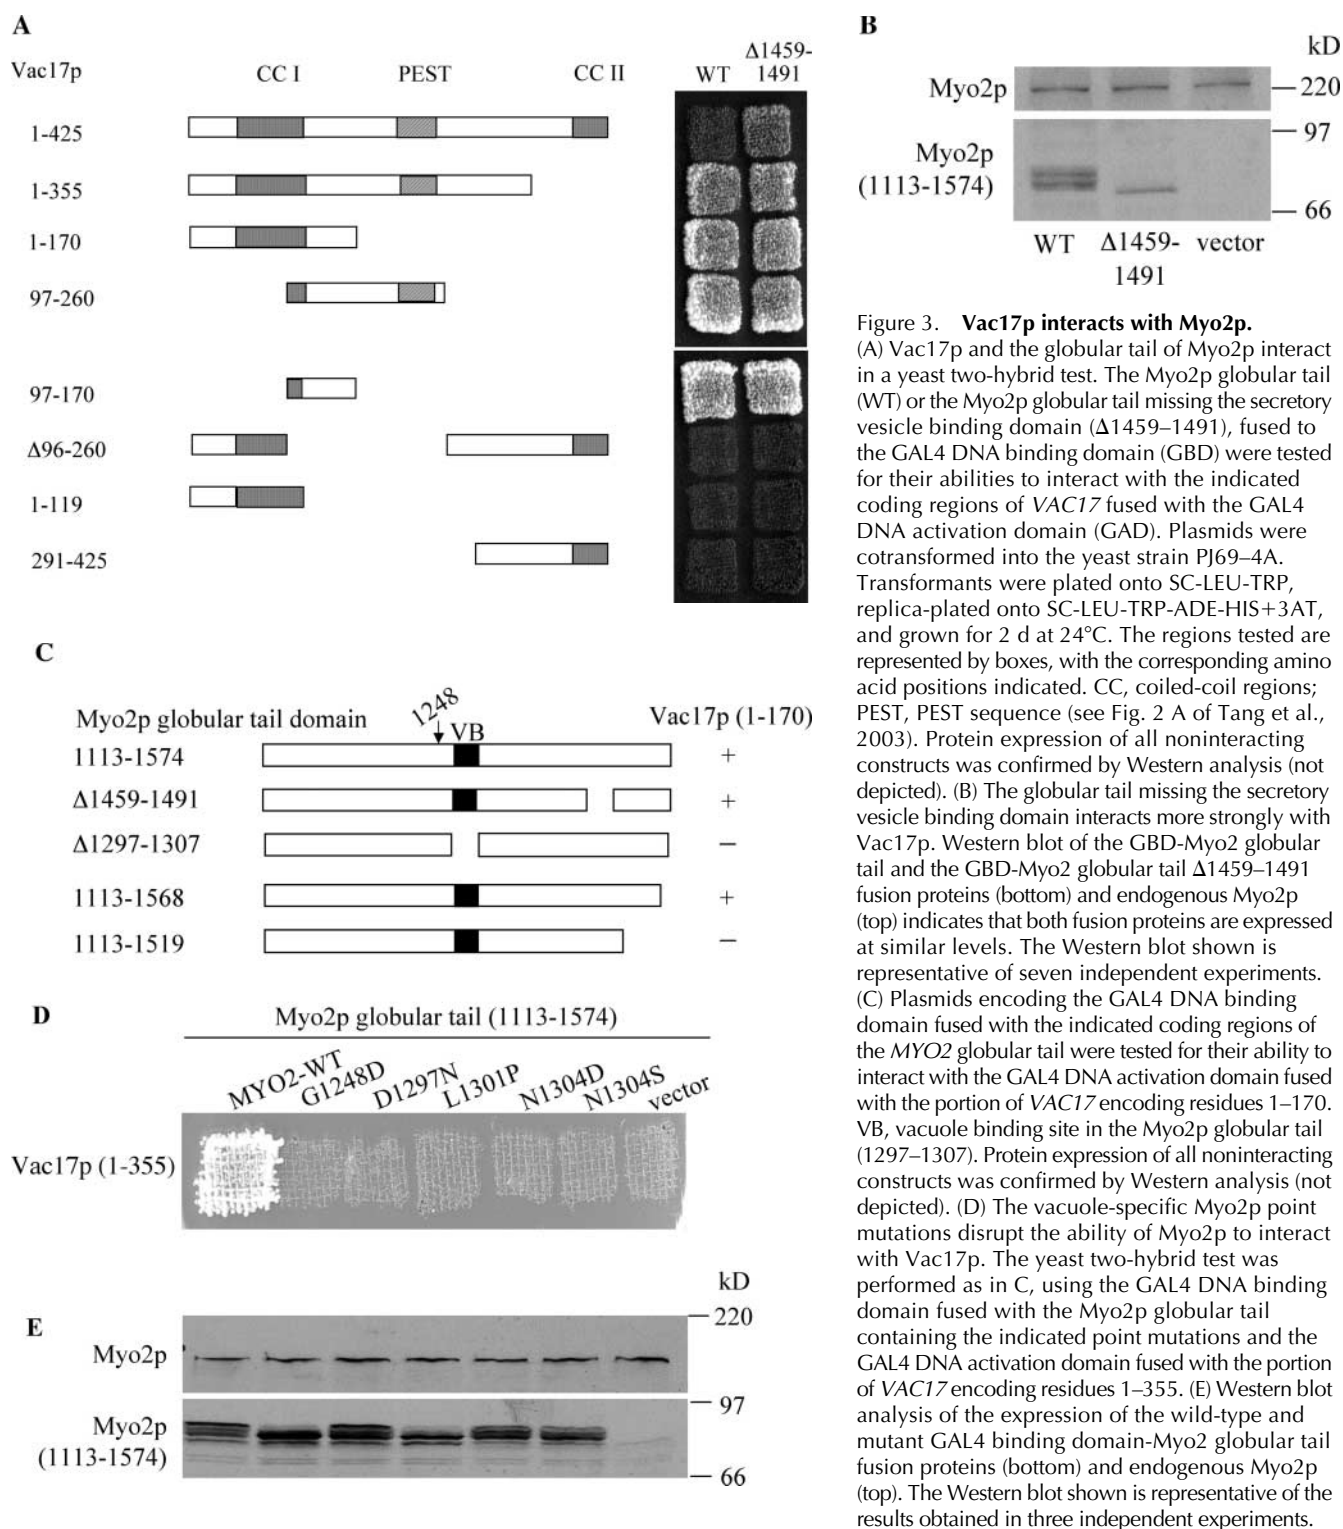 A
Vac17p
CC I
PEST
CC II
WT
Δ1459-
1491
1-425
1-355
1-170
97-260
97-170
Δ96-260
1-119
291-425
B
kD
Myo2p
220
97
Myo2p
(1113-1574)
66
WT
Δ1459-
1491
vector
C
Myo2p globular tail domain
1248
VB
Vac17p (1-170)
1113-1574
+
Δ1459-1491
+
Δ1297-1307
−
1113-1568
+
1113-1519
−
D
Myo2p globular tail (1113-1574)
MYO2-WT
G1248D
D1297N
L1301P
N1304D
N1304S
vector
Vac17p (1-355)
E
kD
220
Myo2p
97
Myo2p
(1113-1574)
66
Figure 3. Vac17p interacts with Myo2p.
(A) Vac17p and the globular tail of Myo2p interact
in a yeast two-hybrid test. The Myo2p globular tail
(WT) or the Myo2p globular tail missing the secretory
vesicle binding domain (Δ1459–1491), fused to
the GAL4 DNA binding domain (GBD) were tested
for their abilities to interact with the indicated
coding regions of VAC17 fused with the GAL4
DNA activation domain (GAD). Plasmids were
cotransformed into the yeast strain PJ69–4A.
Transformants were plated onto SC-LEU-TRP,
replica-plated onto SC-LEU-TRP-ADE-HIS+3AT,
and grown for 2 d at 24°C. The regions tested are
represented by boxes, with the corresponding amino
acid positions indicated. CC, coiled-coil regions;
PEST, PEST sequence (see Fig. 2 A of Tang et al.,
2003). Protein expression of all noninteracting
constructs was confirmed by Western analysis (not
depicted). (B) The globular tail missing the secretory
vesicle binding domain interacts more strongly with
Vac17p. Western blot of the GBD-Myo2 globular
tail and the GBD-Myo2 globular tail Δ1459–1491
fusion proteins (bottom) and endogenous Myo2p
(top) indicates that both fusion proteins are expressed
at similar levels. The Western blot shown is
representative of seven independent experiments.
(C) Plasmids encoding the GAL4 DNA binding
domain fused with the indicated coding regions of
the MYO2 globular tail were tested for their ability to
interact with the GAL4 DNA activation domain fused
with the portion of VAC17 encoding residues 1–170.
VB, vacuole binding site in the Myo2p globular tail
(1297–1307). Protein expression of all noninteracting
constructs was confirmed by Western analysis (not
depicted). (D) The vacuole-specific Myo2p point
mutations disrupt the ability of Myo2p to interact
with Vac17p. The yeast two-hybrid test was
performed as in C, using the GAL4 DNA binding
domain fused with the Myo2p globular tail
containing the indicated point mutations and the
GAL4 DNA activation domain fused with the portion
of VAC17 encoding residues 1–355. (E) Western blot
analysis of the expression of the wild-type and
mutant GAL4 binding domain-Myo2 globular tail
fusion proteins (bottom) and endogenous Myo2p
(top). The Western blot shown is representative of the
results obtained in three independent experiments.